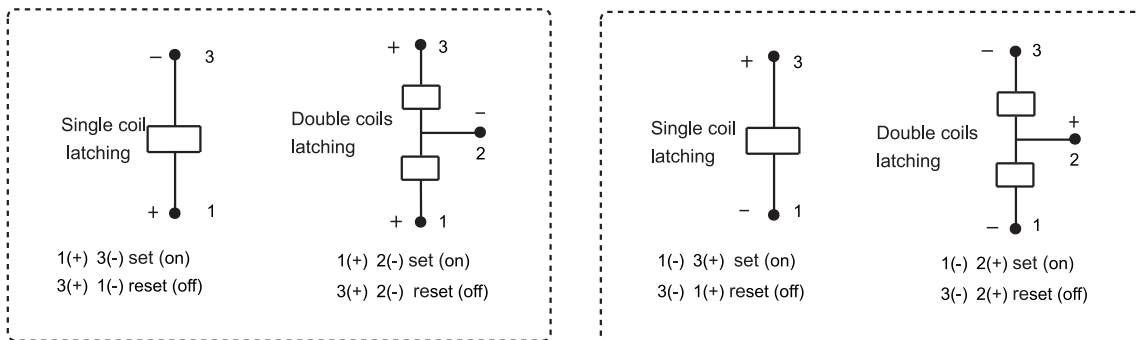 − 3
Single coil
latching
+ 1
1(+) 3(-) set (on)
3(+) 1(-) reset (off)
+ 3
Double coils
latching
−
2
+ 1
1(+) 2(-) set (on)
3(+) 2(-) reset (off)
+ 3
Single coil
latching
− 1
1(-) 3(+) set (on)
3(-) 1(+) reset (off)
− 3
Double coils
latching
+
2
− 1
1(-) 2(+) set (on)
3(-) 2(+) reset (off)